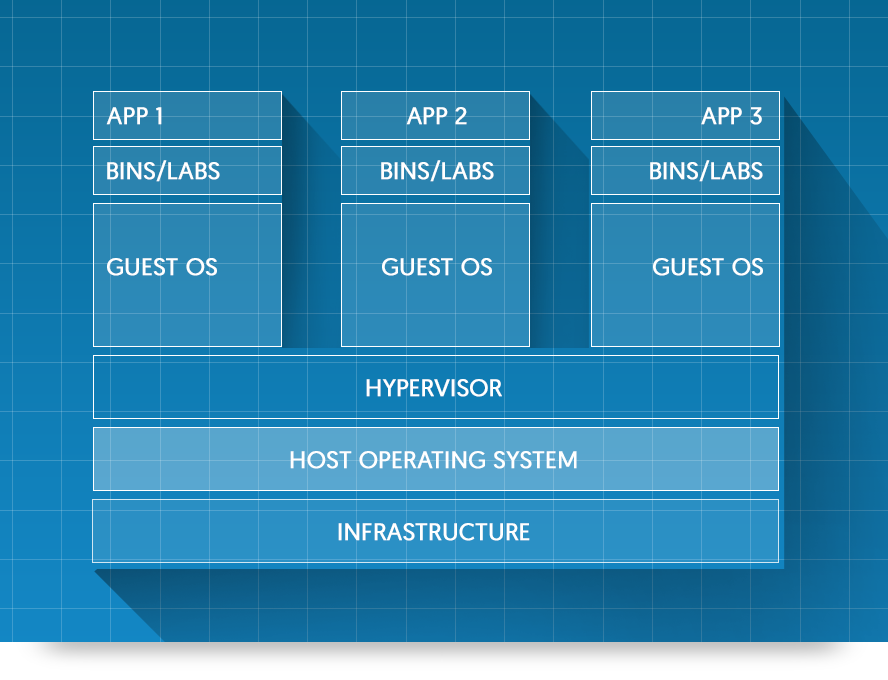 APP 1
APP 2
APP 3
BINS/LABS
BINS/LABS
BINS/LABS
GUEST OS
GUEST OS
GUEST OS
HYPERVISOR
HOST OPERATING SYSTEM
INFRASTRUCTURE